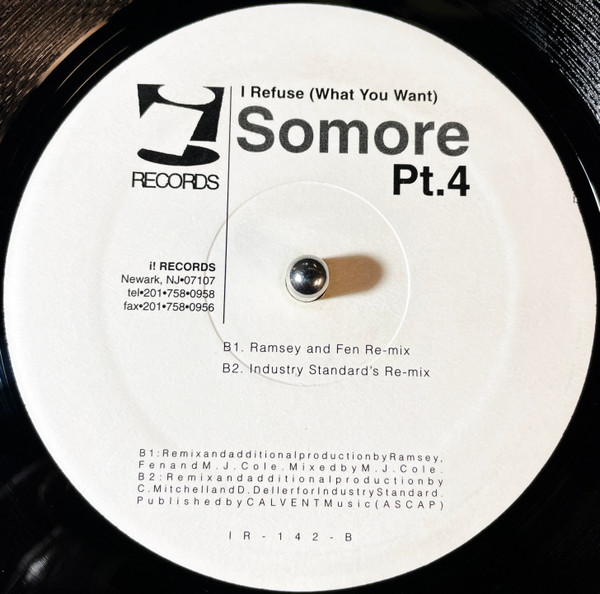 I Refuse (What You Want)
Somore
Pt.4
RECORDS
i! RECORDS
Newark, NJ•07107
tel•201•758•0958
fax•201•758•0956
B1. Ramsey and Fen Re-mix
B2. Industry Standard's Re-mix
B1:RemixandadditionalproductionbyRamsey,
FenandM.J.Cole.MixedbyM.J.Cole.
B2:Remixandadditionalproductionby
C.MitchellandD.DellerforIndustryStandard.
PublishedbyCALVENTMusic(ASCAP)
IR-142-B